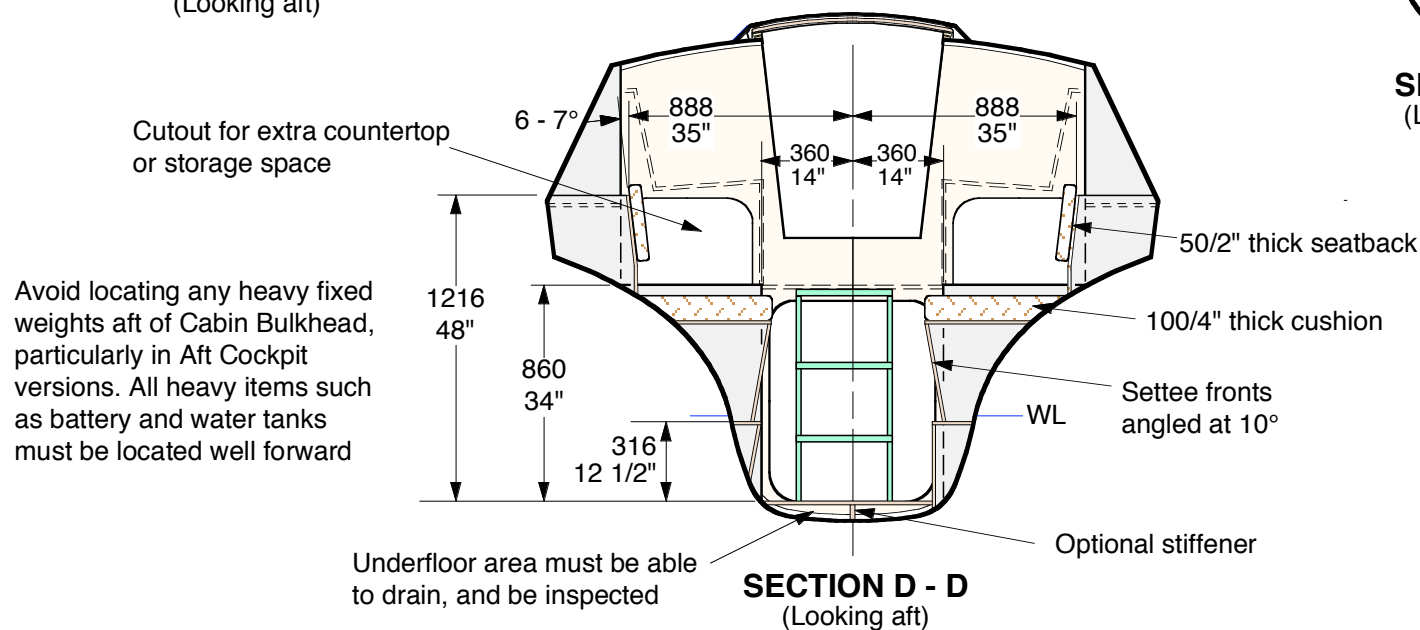 (Looking aft)
888
35"
888
35"
6 - 7°
360
14"
360
14"
Cutout for extra countertop
or storage space
50/2" thick seatback
Avoid locating any heavy fixed
weights aft of Cabin Bulkhead,
particularly in Aft Cockpit
versions. All heavy items such
as battery and water tanks
must be located well forward
1216
48"
860
34"
316
12 1/2"
100/4" thick cushion
Settee fronts
angled at 10°
WL
Underfloor area must be able
to drain, and be inspected
Optional stiffener
SECTION D - D
(Looking aft)